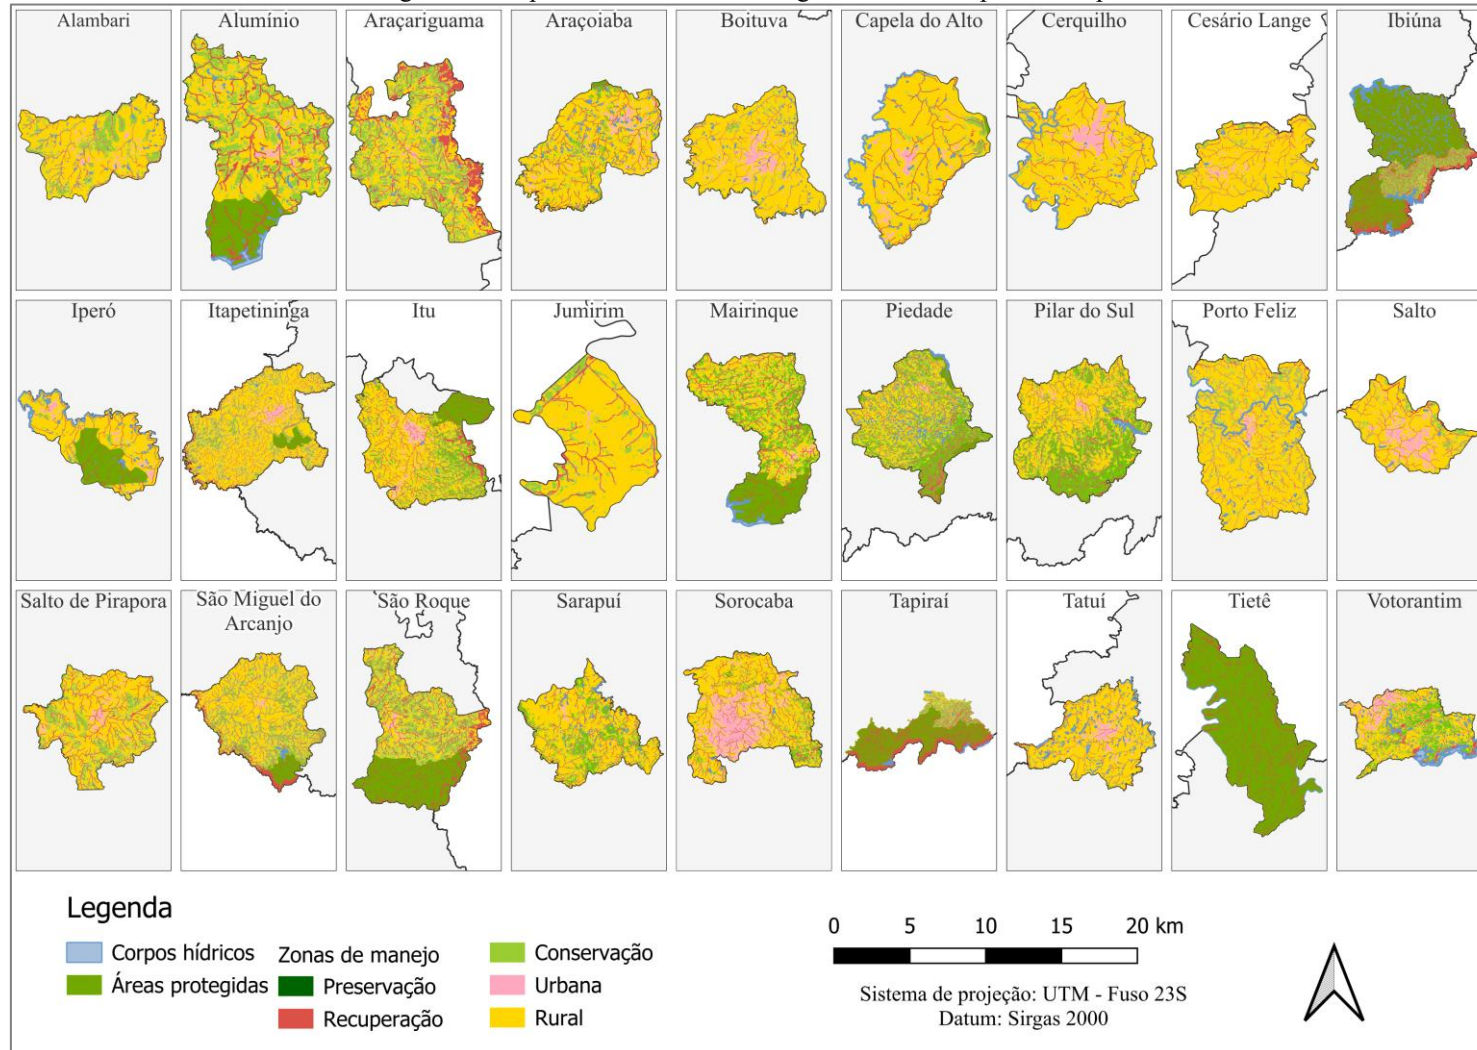 Alambari
Alumínio
Araçariguama
Araçoiaba
Boituva
Capela do Alto
Cerquilho
Cesário Lange
Ibiúna
Iperó
Itapetininga
Itu
Jumirim
Mairinque
Piedade
Pilar do Sul
Porto Feliz
Salto
Salto de Pirapora
São Miguel do
Arcanjo
São Roque
Sarapuí
Sorocaba
Tapiraí
Tatuí
Tietê
Votorantim
Legenda
Corpos hídricos
Áreas protegidas
Zonas de manejo
Preservação
Recuperação
Conservação
Urbana
Rural
0 5 10 15 20 km
Sistema de projeção: UTM - Fuso 23S
Datum: Sirgas 2000